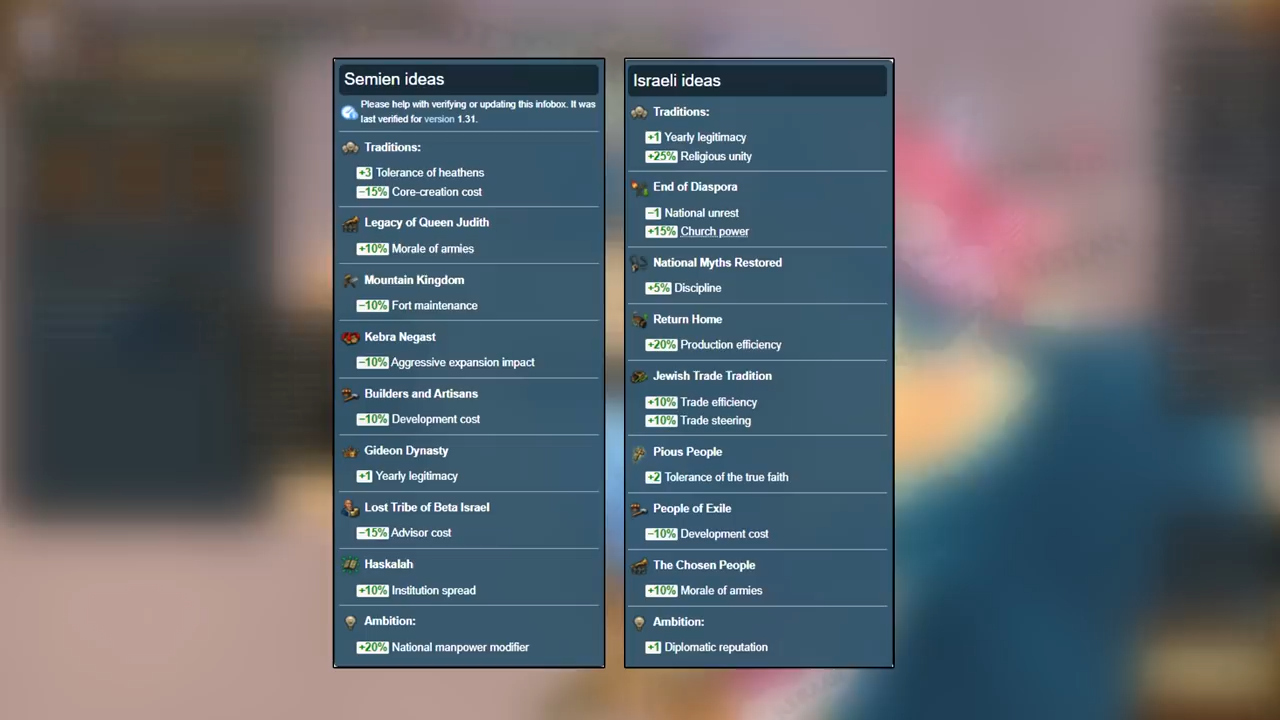 Semien ideas
Please help with verifying or updating this infobox. It was
last verified for version 1.31.
Traditions:
+3 Tolerance of heathens
−15% Core-creation cost
Legacy of Queen Judith
+10% Morale of armies
Mountain Kingdom
−10% Fort maintenance
Kebra Negast
−10% Aggressive expansion impact
Builders and Artisans
−10% Development cost
Gideon Dynasty
+1 Yearly legitimacy
Lost Tribe of Beta Israel
−15% Advisor cost
Haskalah
+10% Institution spread
Ambition:
+20% National manpower modifier
Israeli ideas
Traditions:
+1 Yearly legitimacy
+25% Religious unity
End of Diaspora
−1 National unrest
+15% Church power
National Myths Restored
+5% Discipline
Return Home
+20% Production efficiency
Jewish Trade Tradition
+10% Trade efficiency
+10% Trade steering
Pious People
+2 Tolerance of the true faith
People of Exile
−10% Development cost
The Chosen People
+10% Morale of armies
Ambition:
+1 Diplomatic reputation